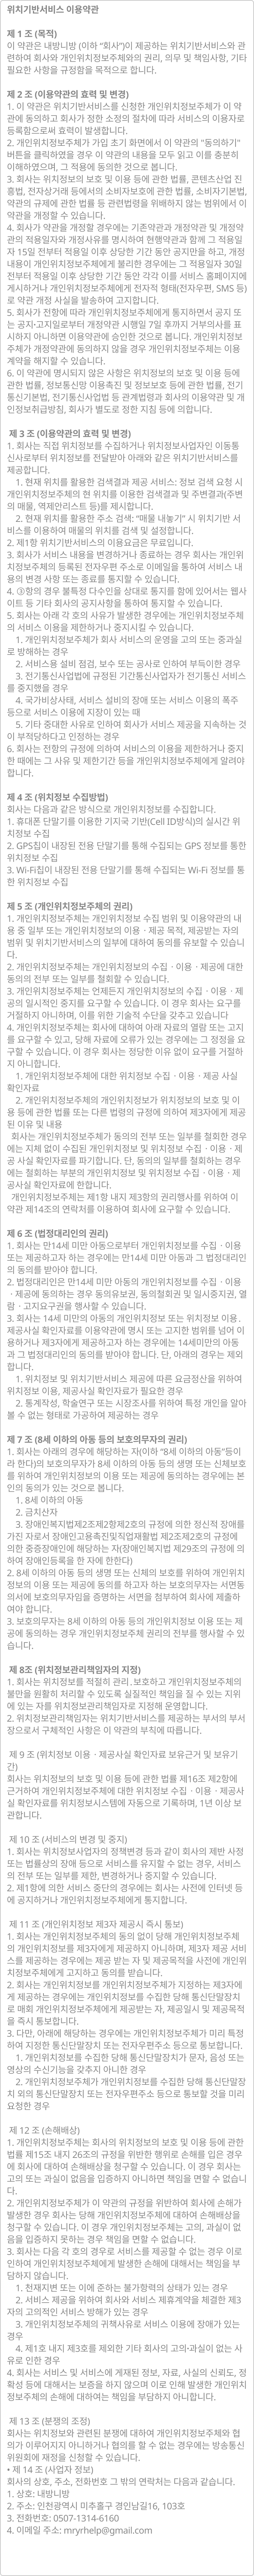 위치기반서비스 이용약관
제 1 조 (목적)
이 약관은 내방니방 (이하 “회사”)이 제공하는 위치기반서비스와 관
련하여 회사와 개인위치정보주체와의 권리, 의무 및 책임사항, 기타
필요한 사항을 규정함을 목적으로 합니다.
제 2 조 (이용약관의 효력 및 변경)
1. 이 약관은 위치기반서비스를 신청한 개인위치정보주체가 이 약
관에 동의하고 회사가 정한 소정의 절차에 따라 서비스의 이용자로
등록함으로써 효력이 발생합니다.
2. 개인위치정보주체가 가입 초기 화면에서 이 약관의 "동의하기"
버튼을 클릭하였을 경우 이 약관의 내용을 모두 읽고 이를 충분히
이해하였으며, 그 적용에 동의한 것으로 봅니다.
3. 회사는 위치정보의 보호 및 이용 등에 관한 법률, 콘텐츠산업 진
흥법, 전자상거래 등에서의 소비자보호에 관한 법률, 소비자기본법,
약관의 규제에 관한 법률 등 관련법령을 위배하지 않는 범위에서 이
약관을 개정할 수 있습니다.
4. 회사가 약관을 개정할 경우에는 기존약관과 개정약관 및 개정약
관의 적용일자와 개정사유를 명시하여 현행약관과 함께 그 적용일
자 15일 전부터 적용일 이후 상당한 기간 동안 공지만을 하고, 개정
내용이 개인위치정보주체에게 불리한 경우에는 그 적용일자 30일
전부터 적용일 이후 상당한 기간 동안 각각 이를 서비스 홈페이지에
게시하거나 개인위치정보주체에게 전자적 형태(전자우편, SMS 등)
로 약관 개정 사실을 발송하여 고지합니다.
5. 회사가 전항에 따라 개인위치정보주체에게 통지하면서 공지 또
는 공지∙고지일로부터 개정약관 시행일 7일 후까지 거부의사를 표
시하지 아니하면 이용약관에 승인한 것으로 봅니다. 개인위치정보
주체가 개정약관에 동의하지 않을 경우 개인위치정보주체는 이용
계약을 해지할 수 있습니다.
6. 이 약관에 명시되지 않은 사항은 위치정보의 보호 및 이용 등에
관한 법률, 정보통신망 이용촉진 및 정보보호 등에 관한 법률, 전기
통신기본법, 전기통신사업법 등 관계법령과 회사의 이용약관 및 개
인정보취급방침, 회사가 별도로 정한 지침 등에 의합니다.
제 3 조 (이용약관의 효력 및 변경)
1. 회사는 직접 위치정보를 수집하거나 위치정보사업자인 이동통
신사로부터 위치정보를 전달받아 아래와 같은 위치기반서비스를
제공합니다.
1. 현재 위치를 활용한 검색결과 제공 서비스: 정보 검색 요청 시
개인위치정보주체의 현 위치를 이용한 검색결과 및 주변결과(주변
의 매물, 역제안리스트 등)를 제시합니다.
2. 현재 위치를 활용한 주소 검색: “매물 내놓기” 시 위치기반 서
비스를 이용하여 매물의 위치를 검색 및 설정합니다.
2. 제1항 위치기반서비스의 이용요금은 무료입니다.
3. 회사가 서비스 내용을 변경하거나 종료하는 경우 회사는 개인위
치정보주체의 등록된 전자우편 주소로 이메일을 통하여 서비스 내
용의 변경 사항 또는 종료를 통지할 수 있습니다.
4. ③항의 경우 불특정 다수인을 상대로 통지를 함에 있어서는 웹사
이트 등 기타 회사의 공지사항을 통하여 통지할 수 있습니다.
5. 회사는 아래 각 호의 사유가 발생한 경우에는 개인위치정보주체
의 서비스 이용을 제한하거나 중지시킬 수 있습니다.
1. 개인위치정보주체가 회사 서비스의 운영을 고의 또는 중과실
로 방해하는 경우
2. 서비스용 설비 점검, 보수 또는 공사로 인하여 부득이한 경우
3. 전기통신사업법에 규정된 기간통신사업자가 전기통신 서비스
를 중지했을 경우
4. 국가비상사태, 서비스 설비의 장애 또는 서비스 이용의 폭주
등으로 서비스 이용에 지장이 있는 때
5. 기타 중대한 사유로 인하여 회사가 서비스 제공을 지속하는 것
이 부적당하다고 인정하는 경우
6. 회사는 전항의 규정에 의하여 서비스의 이용을 제한하거나 중지
한 때에는 그 사유 및 제한기간 등을 개인위치정보주체에게 알려야
합니다.
제 4 조 (위치정보 수집방법)
회사는 다음과 같은 방식으로 개인위치정보를 수집합니다.
1. 휴대폰 단말기를 이용한 기지국 기반(Cell ID방식)의 실시간 위
치정보 수집
2. GPS칩이 내장된 전용 단말기를 통해 수집되는 GPS 정보를 통한
위치정보 수집
3. Wi-Fi칩이 내장된 전용 단말기를 통해 수집되는 Wi-Fi 정보를 통
한 위치정보 수집
제 5 조 (개인위치정보주체의 권리)
1. 개인위치정보주체는 개인위치정보 수집 범위 및 이용약관의 내
용 중 일부 또는 개인위치정보의 이용ㆍ제공 목적, 제공받는 자의
범위 및 위치기반서비스의 일부에 대하여 동의를 유보할 수 있습니
다.
2. 개인위치정보주체는 개인위치정보의 수집ㆍ이용ㆍ제공에 대한
동의의 전부 또는 일부를 철회할 수 있습니다.
3. 개인위치정보주체는 언제든지 개인위치정보의 수집ㆍ이용ㆍ제
공의 일시적인 중지를 요구할 수 있습니다. 이 경우 회사는 요구를
거절하지 아니하며, 이를 위한 기술적 수단을 갖추고 있습니다
4. 개인위치정보주체는 회사에 대하여 아래 자료의 열람 또는 고지
를 요구할 수 있고, 당해 자료에 오류가 있는 경우에는 그 정정을 요
구할 수 있습니다. 이 경우 회사는 정당한 이유 없이 요구를 거절하
지 아니합니다.
1. 개인위치정보주체에 대한 위치정보 수집ㆍ이용ㆍ제공 사실
확인자료
2. 개인위치정보주체의 개인위치정보가 위치정보의 보호 및 이
용 등에 관한 법률 또는 다른 법령의 규정에 의하여 제3자에게 제공
된 이유 및 내용
회사는 개인위치정보주체가 동의의 전부 또는 일부를 철회한 경우
에는 지체 없이 수집된 개인위치정보 및 위치정보 수집ㆍ이용ㆍ제
공 사실 확인자료를 파기합니다. 단, 동의의 일부를 철회하는 경우
에는 철회하는 부분의 개인위치정보 및 위치정보 수집ㆍ이용ㆍ제
공사실 확인자료에 한합니다.
개인위치정보주체는 제1항 내지 제3항의 권리행사를 위하여 이
약관 제14조의 연락처를 이용하여 회사에 요구할 수 있습니다.
제 6 조 (법정대리인의 권리)
1. 회사는 만14세 미만 아동으로부터 개인위치정보를 수집ㆍ이용
또는 제공하고자 하는 경우에는 만14세 미만 아동과 그 법정대리인
의 동의를 받아야 합니다.
2. 법정대리인은 만14세 미만 아동의 개인위치정보를 수집ㆍ이용
ㆍ제공에 동의하는 경우 동의유보권, 동의철회권 및 일시중지권, 열
람ㆍ고지요구권을 행사할 수 있습니다.
3. 회사는 14세 미만의 아동의 개인위치정보 또는 위치정보 이용․
제공사실 확인자료를 이용약관에 명시 또는 고지한 범위를 넘어 이
용하거나 제3자에게 제공하고자 하는 경우에는 14세미만의 아동
과 그 법정대리인의 동의를 받아야 합니다. 단, 아래의 경우는 제외
합니다.
1. 위치정보 및 위치기반서비스 제공에 따른 요금정산을 위하여
위치정보 이용, 제공사실 확인자료가 필요한 경우
2. 통계작성, 학술연구 또는 시장조사를 위하여 특정 개인을 알아
볼 수 없는 형태로 가공하여 제공하는 경우
제 7 조 (8세 이하의 아동 등의 보호의무자의 권리)
1. 회사는 아래의 경우에 해당하는 자(이하 “8세 이하의 아동”등이
라 한다)의 보호의무자가 8세 이하의 아동 등의 생명 또는 신체보호
를 위하여 개인위치정보의 이용 또는 제공에 동의하는 경우에는 본
인의 동의가 있는 것으로 봅니다.
1. 8세 이하의 아동
2. 금치산자
3. 장애인복지법제2조제2항제2호의 규정에 의한 정신적 장애를
가진 자로서 장애인고용촉진및직업재활법 제2조제2호의 규정에
의한 중증장애인에 해당하는 자(장애인복지법 제29조의 규정에 의
하여 장애인등록을 한 자에 한한다)
2. 8세 이하의 아동 등의 생명 또는 신체의 보호를 위하여 개인위치
정보의 이용 또는 제공에 동의를 하고자 하는 보호의무자는 서면동
의서에 보호의무자임을 증명하는 서면을 첨부하여 회사에 제출하
여야 합니다.
3. 보호의무자는 8세 이하의 아동 등의 개인위치정보 이용 또는 제
공에 동의하는 경우 개인위치정보주체 권리의 전부를 행사할 수 있
습니다.
제 8조 (위치정보관리책임자의 지정)
1. 회사는 위치정보를 적절히 관리․보호하고 개인위치정보주체의
불만을 원활히 처리할 수 있도록 실질적인 책임을 질 수 있는 지위
에 있는 자를 위치정보관리책임자로 지정해 운영합니다.
2. 위치정보관리책임자는 위치기반서비스를 제공하는 부서의 부서
장으로서 구체적인 사항은 이 약관의 부칙에 따릅니다.
제 9 조 (위치정보 이용ㆍ제공사실 확인자료 보유근거 및 보유기
간)
회사는 위치정보의 보호 및 이용 등에 관한 법률 제16조 제2항에
근거하여 개인위치정보주체에 대한 위치정보 수집ㆍ이용ㆍ제공사
실 확인자료를 위치정보시스템에 자동으로 기록하며, 1년 이상 보
관합니다.
제 10 조 (서비스의 변경 및 중지)
1. 회사는 위치정보사업자의 정책변경 등과 같이 회사의 제반 사정
또는 법률상의 장애 등으로 서비스를 유지할 수 없는 경우, 서비스
의 전부 또는 일부를 제한, 변경하거나 중지할 수 있습니다.
2. 제1항에 의한 서비스 중단의 경우에는 회사는 사전에 인터넷 등
에 공지하거나 개인위치정보주체에게 통지합니다.
제 11 조 (개인위치정보 제3자 제공시 즉시 통보)
1. 회사는 개인위치정보주체의 동의 없이 당해 개인위치정보주체
의 개인위치정보를 제3자에게 제공하지 아니하며, 제3자 제공 서비
스를 제공하는 경우에는 제공 받는 자 및 제공목적을 사전에 개인위
치정보주체에게 고지하고 동의를 받습니다.
2. 회사는 개인위치정보를 개인위치정보주체가 지정하는 제3자에
게 제공하는 경우에는 개인위치정보를 수집한 당해 통신단말장치
로 매회 개인위치정보주체에게 제공받는 자, 제공일시 및 제공목적
을 즉시 통보합니다.
3. 다만, 아래에 해당하는 경우에는 개인위치정보주체가 미리 특정
하여 지정한 통신단말장치 또는 전자우편주소 등으로 통보합니다.
1. 개인위치정보를 수집한 당해 통신단말장치가 문자, 음성 또는
영상의 수신기능을 갖추지 아니한 경우
2. 개인위치정보주체가 개인위치정보를 수집한 당해 통신단말장
치 외의 통신단말장치 또는 전자우편주소 등으로 통보할 것을 미리
요청한 경우
제 12 조 (손해배상)
1. 개인위치정보주체는 회사의 위치정보의 보호 및 이용 등에 관한
법률 제15조 내지 26조의 규정을 위반한 행위로 손해를 입은 경우
에 회사에 대하여 손해배상을 청구할 수 있습니다. 이 경우 회사는
고의 또는 과실이 없음을 입증하지 아니하면 책임을 면할 수 없습니
다.
2. 개인위치정보주체가 이 약관의 규정을 위반하여 회사에 손해가
발생한 경우 회사는 당해 개인위치정보주체에 대하여 손해배상을
청구할 수 있습니다. 이 경우 개인위치정보주체는 고의, 과실이 없
음을 입증하지 못하는 경우 책임을 면할 수 없습니다.
3. 회사는 다음 각 호의 경우로 서비스를 제공할 수 없는 경우 이로
인하여 개인위치정보주체에게 발생한 손해에 대해서는 책임을 부
담하지 않습니다.
1. 천재지변 또는 이에 준하는 불가항력의 상태가 있는 경우
2. 서비스 제공을 위하여 회사와 서비스 제휴계약을 체결한 제3
자의 고의적인 서비스 방해가 있는 경우
3. 개인위치정보주체의 귀책사유로 서비스 이용에 장애가 있는
경우
4. 제1호 내지 제3호를 제외한 기타 회사의 고의∙과실이 없는 사
유로 인한 경우
4. 회사는 서비스 및 서비스에 게재된 정보, 자료, 사실의 신뢰도, 정
확성 등에 대해서는 보증을 하지 않으며 이로 인해 발생한 개인위치
정보주체의 손해에 대하여는 책임을 부담하지 아니합니다.
제 13 조 (분쟁의 조정)
회사는 위치정보와 관련된 분쟁에 대하여 개인위치정보주체와 협
의가 이루어지지 아니하거나 협의를 할 수 없는 경우에는 방송통신
위원회에 재정을 신청할 수 있습니다.
• 제 14 조 (사업자 정보)
회사의 상호, 주소, 전화번호 그 밖의 연락처는 다음과 같습니다.
1. 상호: 내방니방
2. 주소: 인천광역시 미추홀구 경인남길16, 103호
3. 전화번호: 0507-1314-6160
4. 이메일 주소: mryrhelp@gmail.com